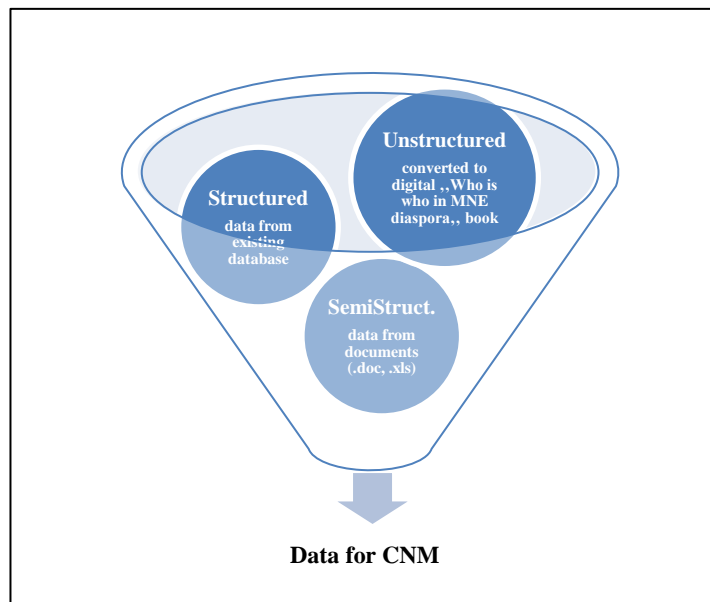 Unstructured
converted to
digital ,,Who is
who in MNE
diaspora,, book
Structured
data from
existing
database
SemiStruct.
data from
documents
(.doc, .xls)
Data for CNM